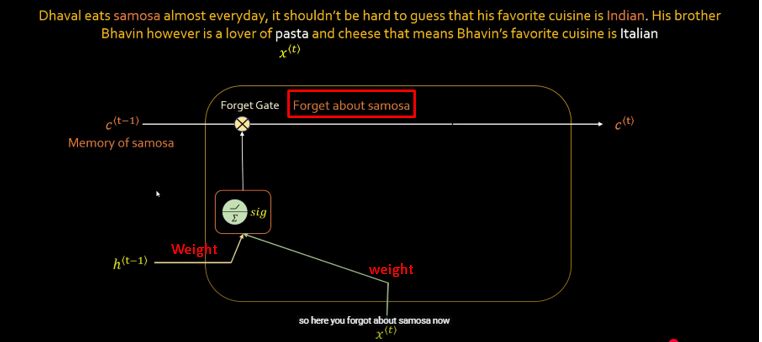 Dhaval eats samosa almost everyday, it shouldn't be hard to guess that his favorite cuisine is Indian. His brother
Bhavin however is a lover of pasta and cheese that means Bhavin's favorite cuisine is Italian
x⟨t⟩
Forget Gate
Forget about samosa
c⟨t−1⟩
c⟨t⟩
Memory of samosa
Σ
sig
Weight
h⟨t−1⟩
weight
so here you forgot about samosa now
x⟨t⟩